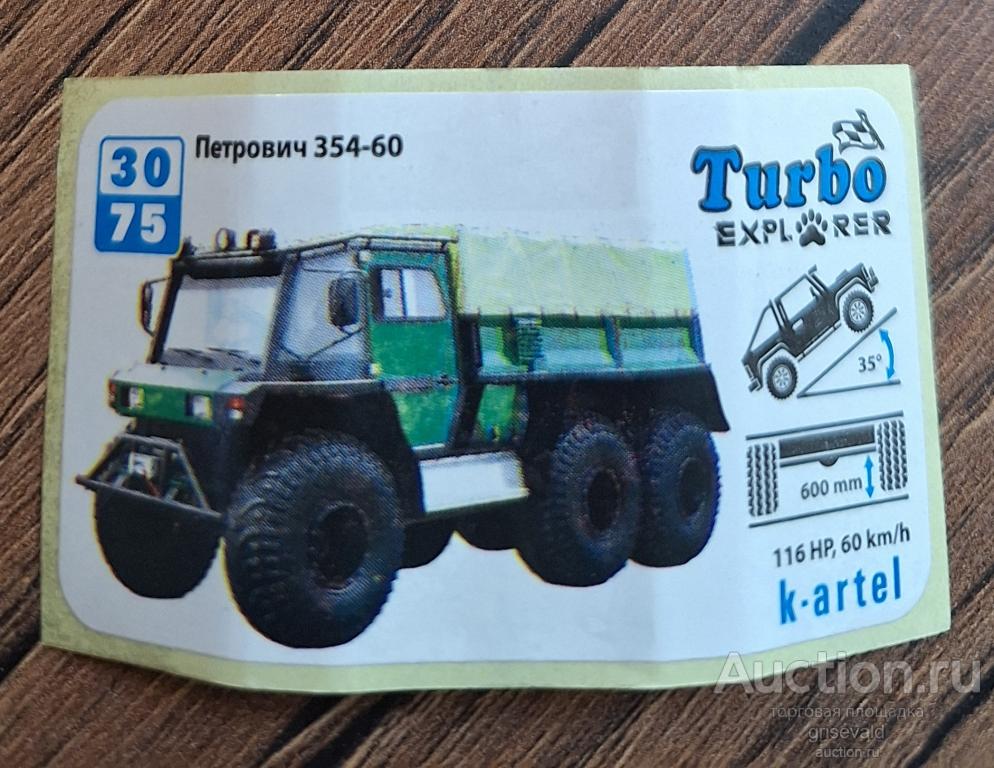 30
75
Петрович 354-60
Turbo
EXPLORER
35°
600 mm
116 HP, 60 km/h
k·artel
Auction.ru
торговая площадка
grisevald
auction.ru